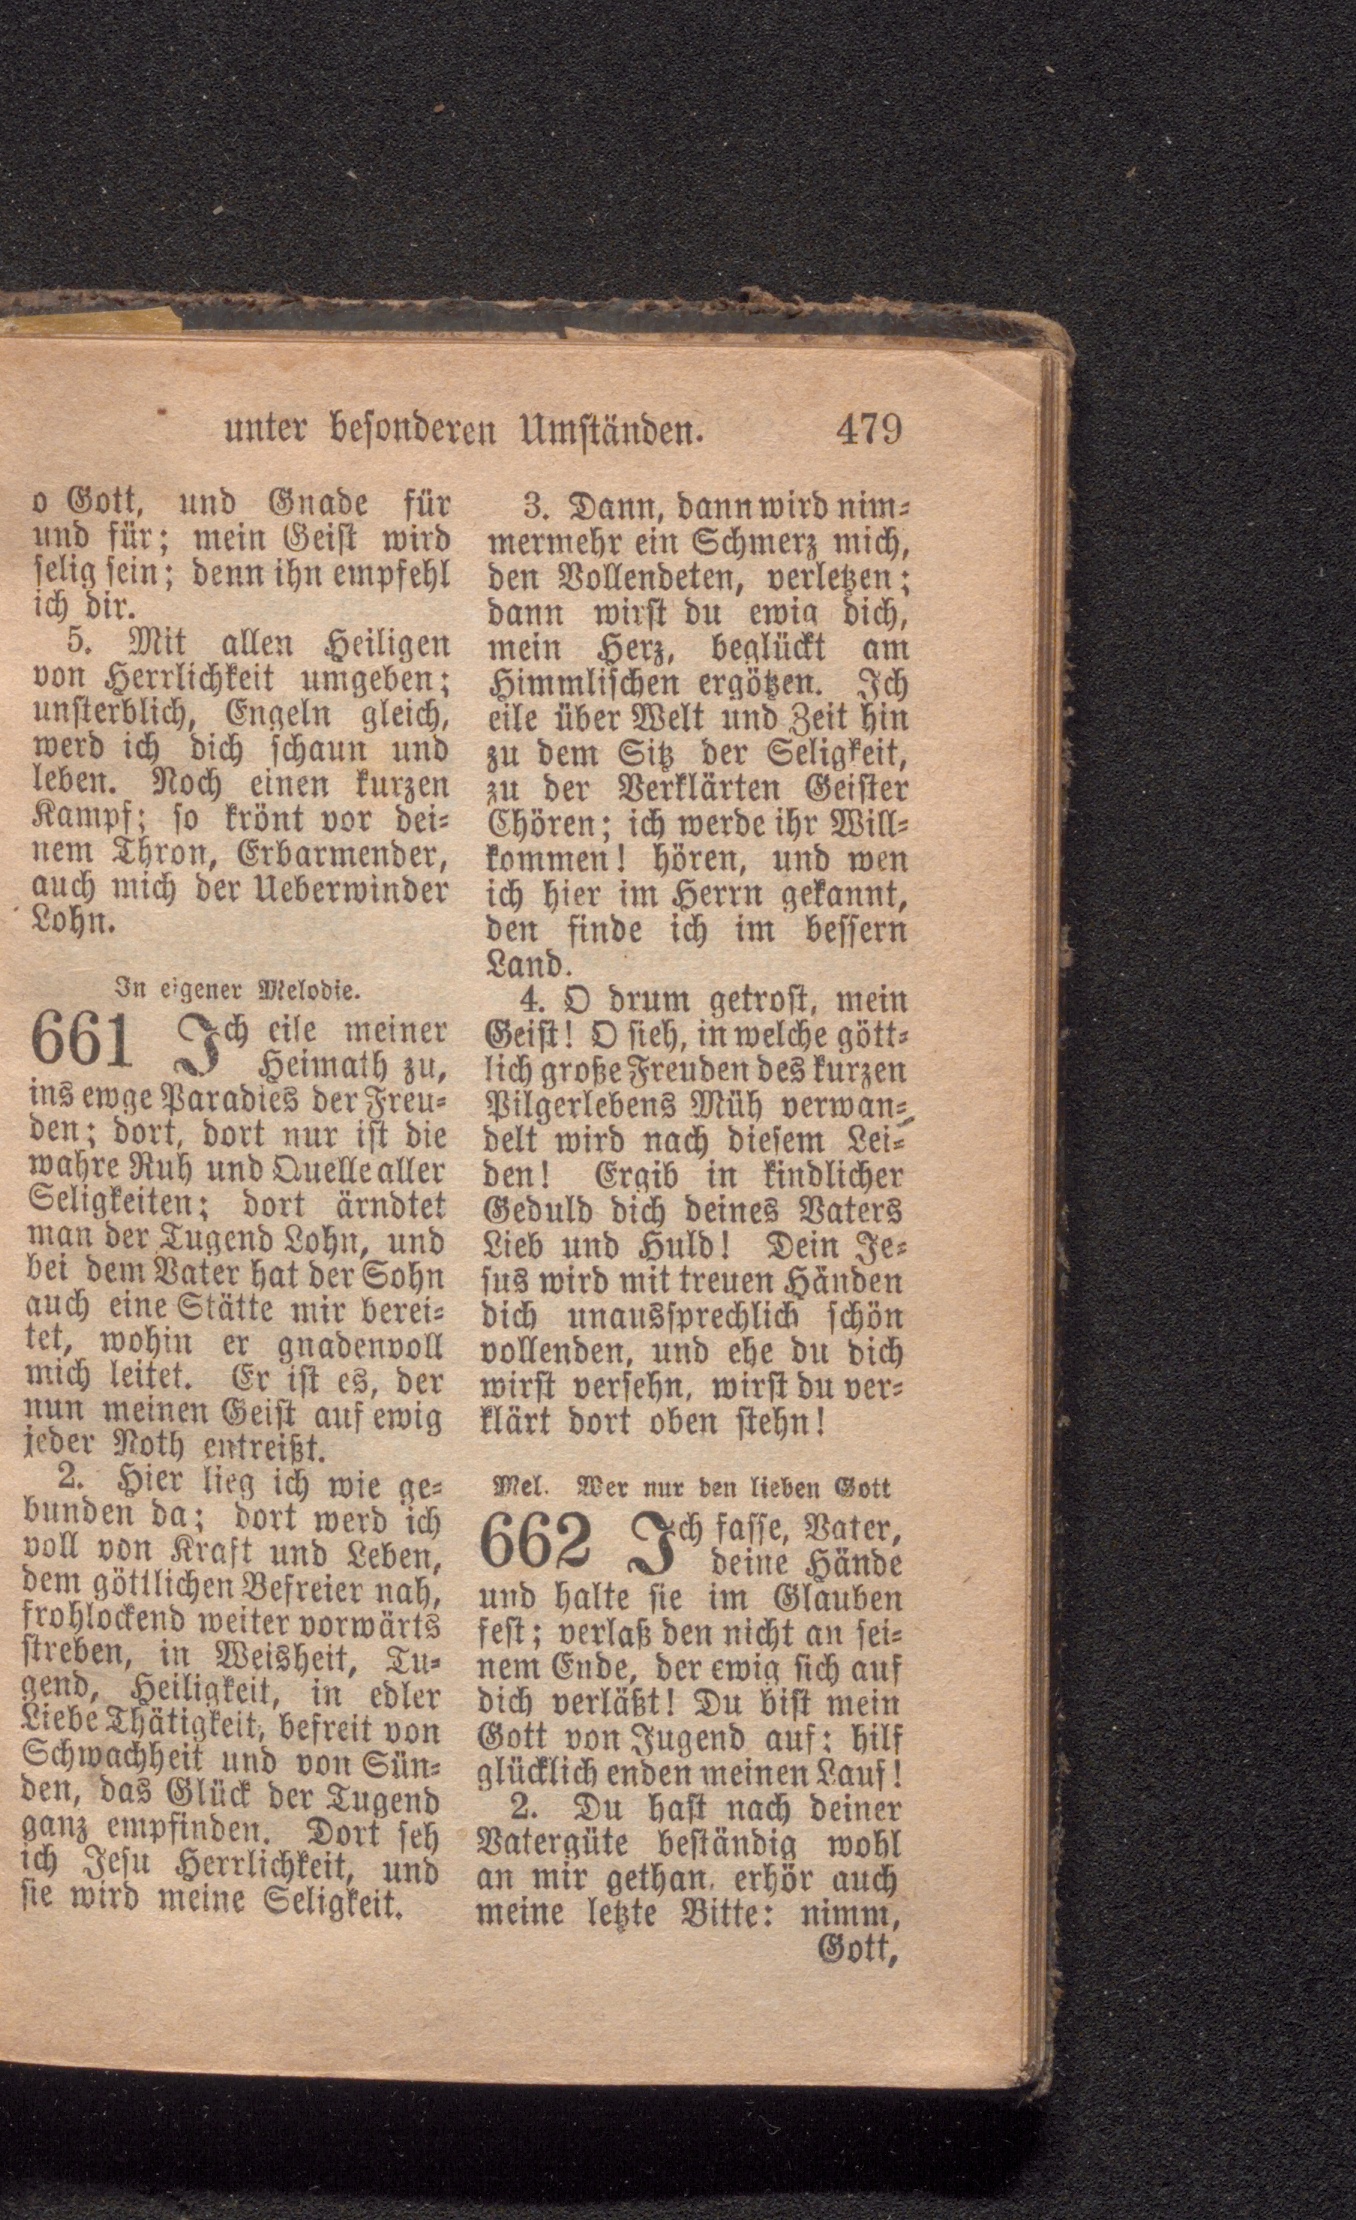 unter besonderen Umständen. 479
o Gott, und Gnade für
und für; mein Geist wird
selig sein; denn ihn empfehl
ich dir.
5. Mit allen Heiligen
von Herrlichkeit umgeben;
unsterblich, Engeln gleich,
werd ich dich schaun und
leben. Noch einen kurzen
Kampf; so krönt vor dei-
nem Thron, Erbarmender,
auch mich der Ueberwinder
Lohn.
In eigener Melodie.
661 Ich eile meiner
Heimath zu,
ins ewge Paradies der Freu-
den; dort, dort nur ist die
wahre Ruh und Quelle aller
Seligkeiten; dort ärndtet
man der Tugend Lohn, und
bei dem Vater hat der Sohn
auch eine Stätte mir berei-
tet, wohin er gnadenvoll
mich leitet. Er ist es, der
nun meinen Geist auf ewig
jeder Noth entreißt.
2. Hier lieg ich wie ge-
bunden da; dort werd ich
voll von Kraft und Leben,
dem göttlichen Befreier nah,
frohlockend weiter vorwärts
streben, in Weisheit, Tu-
gend, Heiligkeit, in edler
Liebe Thätigkeit, befreit von
Schwachheit und von Sün-
den, das Glück der Tugend
ganz empfinden. Dort seh
ich Jesu Herrlichkeit, und
sie wird meine Seligkeit.
3. Dann, dann wird nim-
mermehr ein Schmerz mich,
den Vollendeten, verletzen;
dann wirst du ewig dich,
mein Herz, beglückt am
Himmlischen ergötzen. Ich
eile über Welt und Zeit hin
zu dem Sitz der Seligkeit,
zu der Verklärten Geister
Chören; ich werde ihr Will-
kommen! hören, und wen
ich hier im Herrn gekannt,
den finde ich im bessern
Land.
4. O drum getrost, mein
Geist! O sieh, in welche gött-
lich große Freuden des kurzen
Pilgerlebens Müh verwan-
delt wird nach diesem Lei-
den! Ergib in kindlicher
Geduld dich deines Vaters
Lieb und Huld! Dein Je-
sus wird mit treuen Händen
dich unaussprechlich schön
vollenden, und ehe du dich
wirst versehn, wirst du ver-
klärt dort oben stehn!
Mel. Wer nur den lieben Gott
662 Ich fasse, Vater,
deine Hände
und halte sie im Glauben
fest; verlaß den nicht an sei-
nem Ende, der ewig sich auf
dich verläßt! Du bist mein
Gott von Jugend auf: hilf
glücklich enden meinen Lauf!
2. Du hast nach deiner
Vatergüte beständig wohl
an mir gethan, erhör auch
meine letzte Bitte: nimm,
Gott,